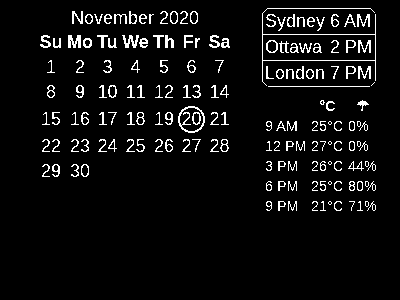 November 2020
Su Mo Tu We Th Fr Sa
1 2 3 4 5 6 7
8 9 10 11 12 13 14
15 16 17 18 19 20 21
22 23 24 25 26 27 28
29 30
Sydney 6 AM
Ottawa 2 PM
London 7 PM
°C ☂
9 AM 25°C 0%
12 PM 27°C 0%
3 PM 26°C 44%
6 PM 25°C 80%
9 PM 21°C 71%